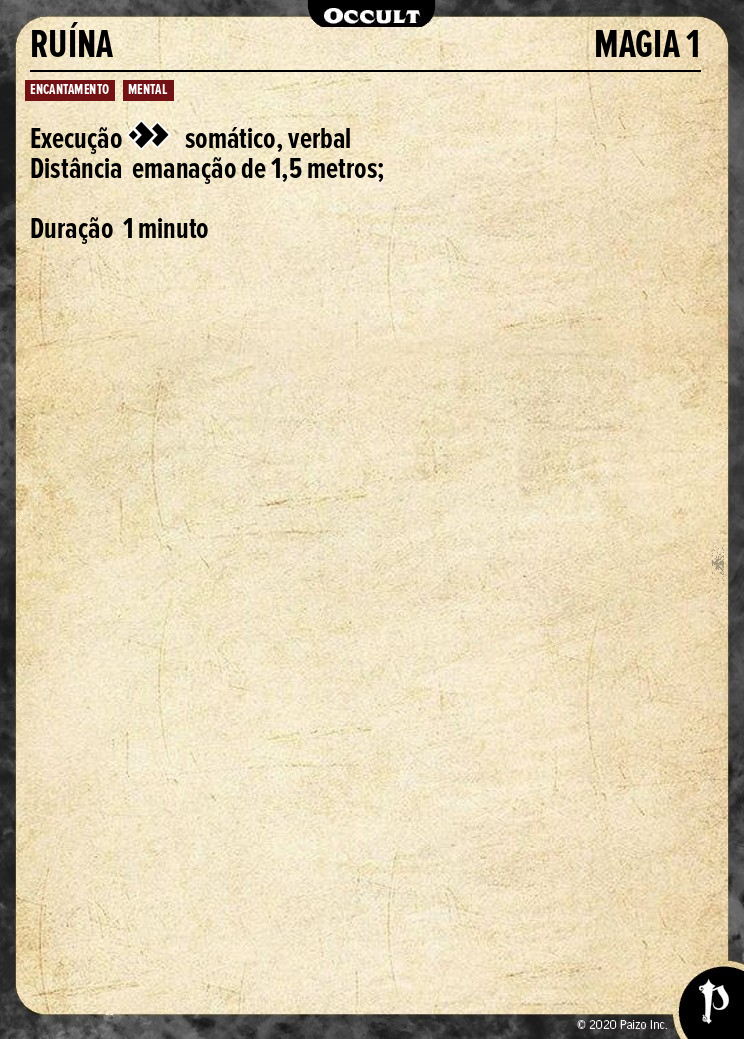 OCCULT
RUÍNA MAGIA 1
ENCANTAMENTO MENTAL
Execução somático, verbal
Distância emanação de 1,5 metros;
Duração 1 minuto
© 2020 Paizo Inc.
P